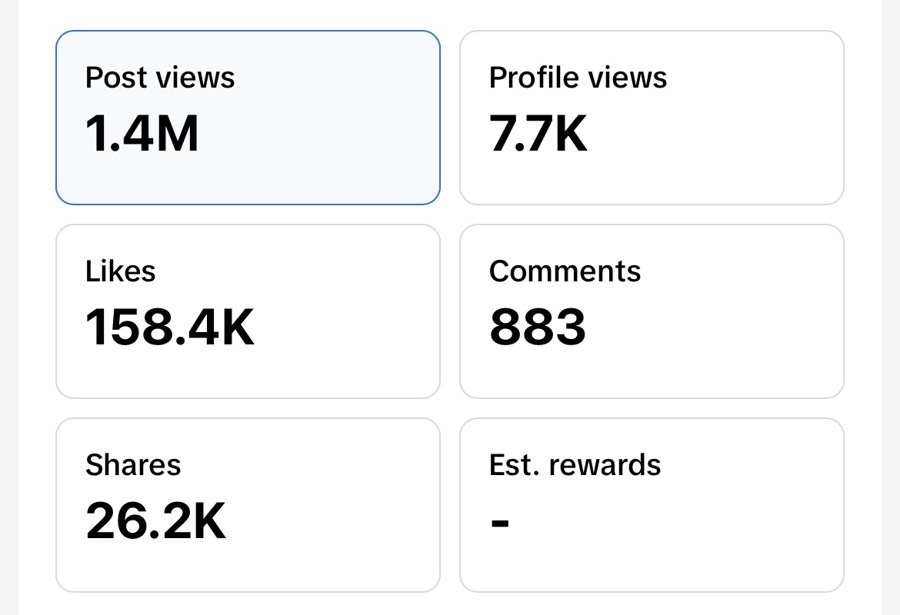 Post views
1.4M
Profile views
7.7K
Likes
158.4K
Comments
883
Shares
26.2K
Est. rewards
-